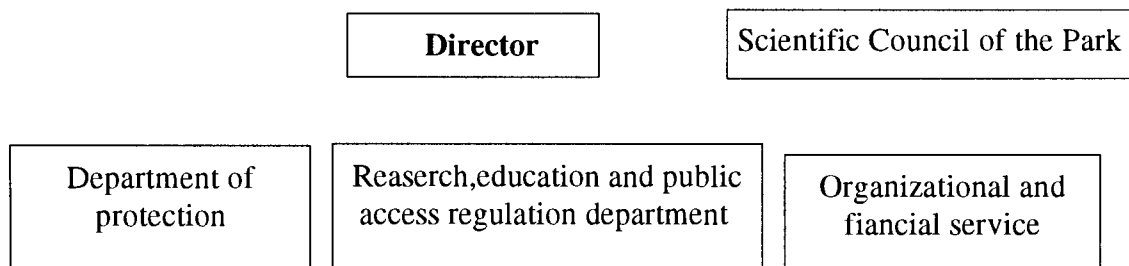 Director
Scientific Council of the Park
Department of
protection
Reaserch,education and public
access regulation department
Organizational and
fiancial service